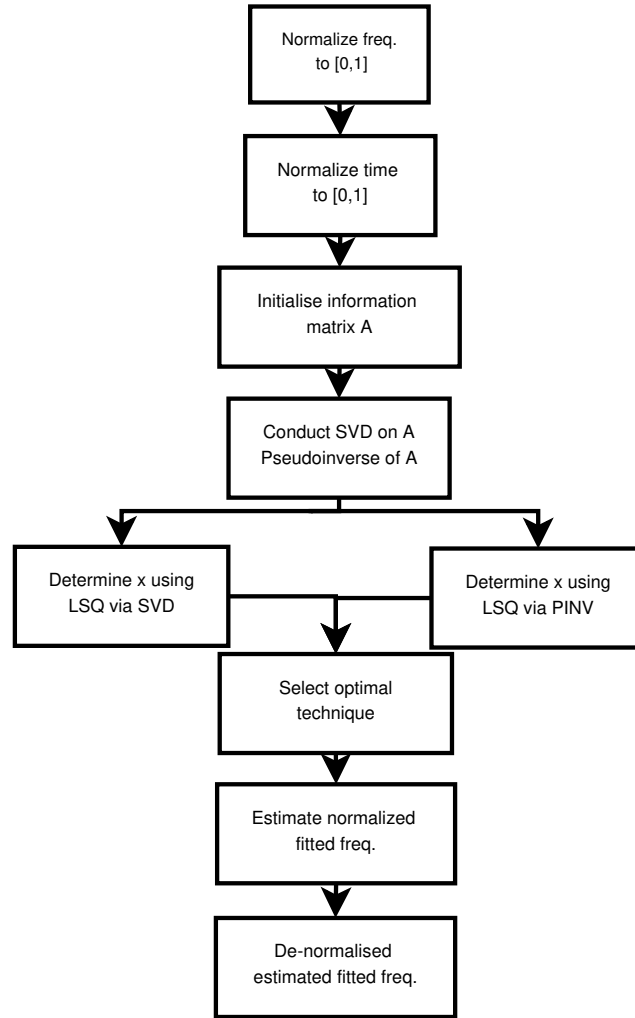 Normalize freq.
to [0,1]
Normalize time
to [0,1]
Initialise information
matrix A
Conduct SVD on A
Pseudoinverse of A
Determine x using
LSQ via SVD
Determine x using
LSQ via PINV
Select optimal
technique
Estimate normalized
fitted freq.
De-normalised
estimated fitted freq.